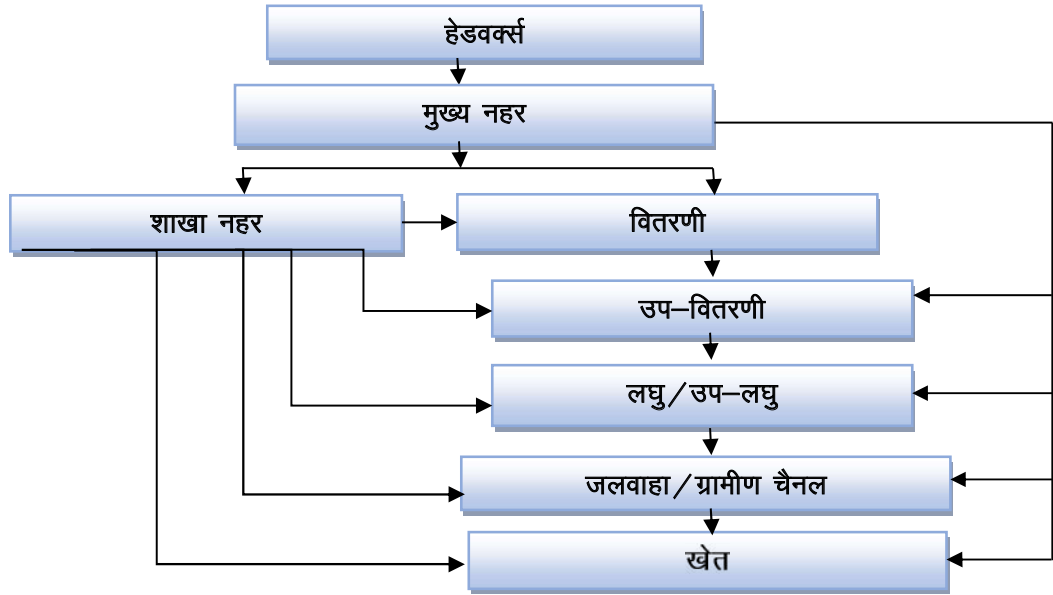 हेडवर्क्स
मुख्य नहर
शाखा नहर
वितरणी
उप–वितरणी
लघु/उप–लघु
जलवाहा/ग्रामीण चैनल
खेत